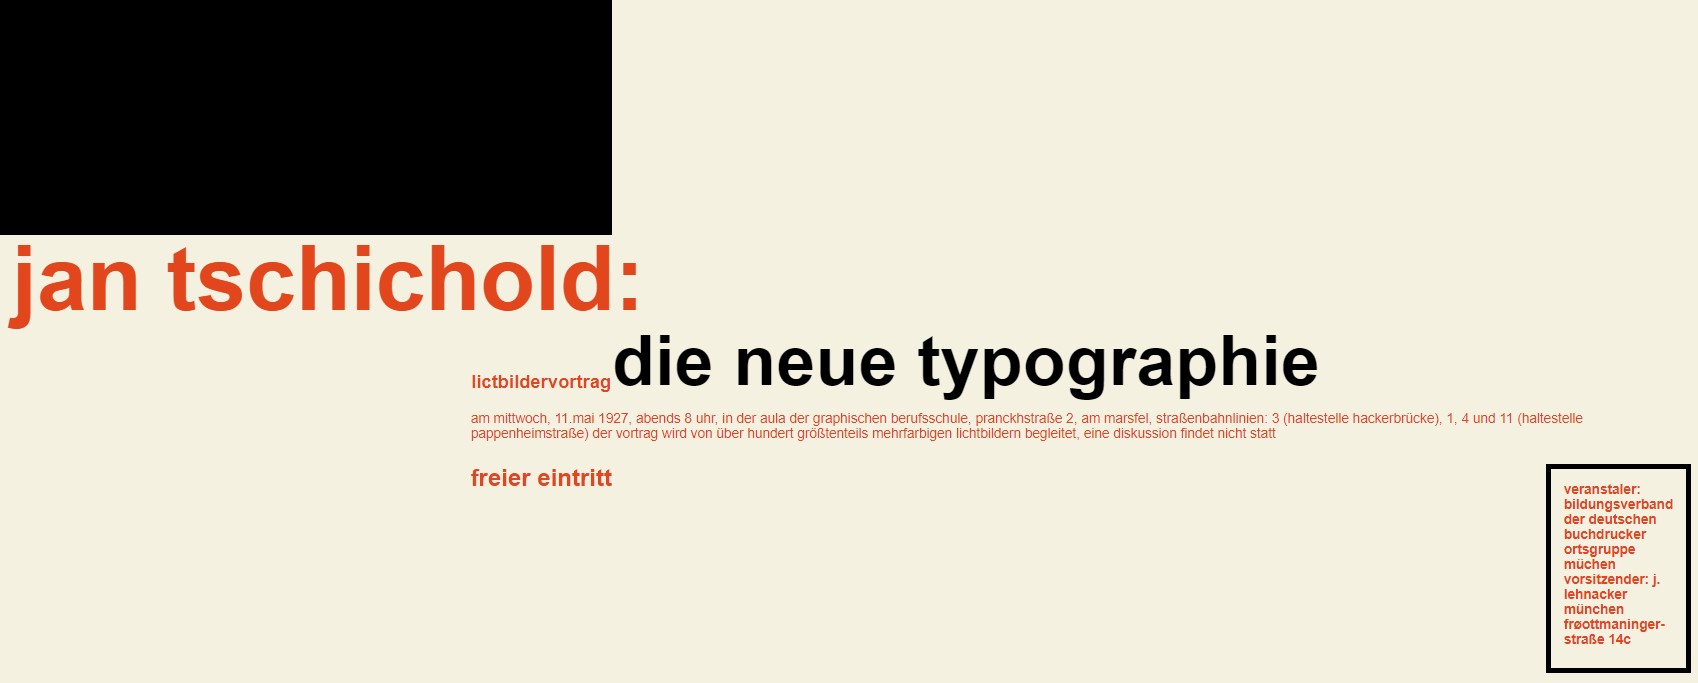 jan tschichold:
lictbildervortrag die neue typographie
am mittwoch, 11.mai 1927, abends 8 uhr, in der aula der graphischen berufsschule, pranckhstraße 2, am marsfel, straßenbahnlinien: 3 (haltestelle hackerbrücke), 1, 4 und 11 (haltestelle
pappenheimstraße) der vortrag wird von über hundert größtenteils mehrfarbigen lichtbildern begleitet, eine diskussion findet nicht statt
freier eintritt
veranstaler:
bildungsverband
der deutschen
buchdrucker
ortsgruppe
müchen
vorsitzender: j.
lehnacker
münchen
frøottmaninger-
straße 14c